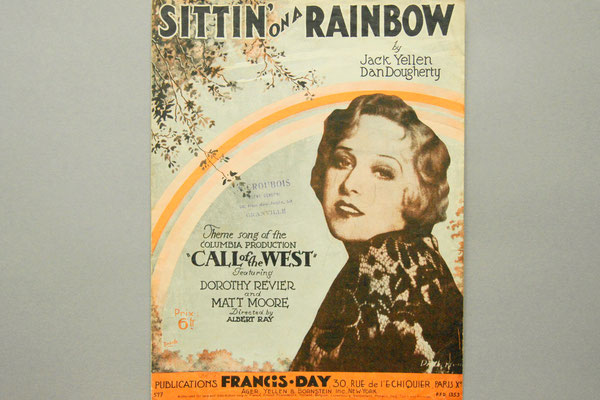 SITTIN' ON A RAINBOW
by
Jack Yellen
Dan Dougherty
Theme song of the
COLUMBIA PRODUCTION
"CALL of the WEST"
Featuring
DOROTHY REVIER
and
MATT MOORE
Directed by
ALBERT RAY
Prix
6 fr
PUBLICATIONS FRANCIS-DAY 30, RUE de l'ECHIQUIER PARIS Xe
AGER, YELLEN & BORNSTEIN INC. NEW YORK